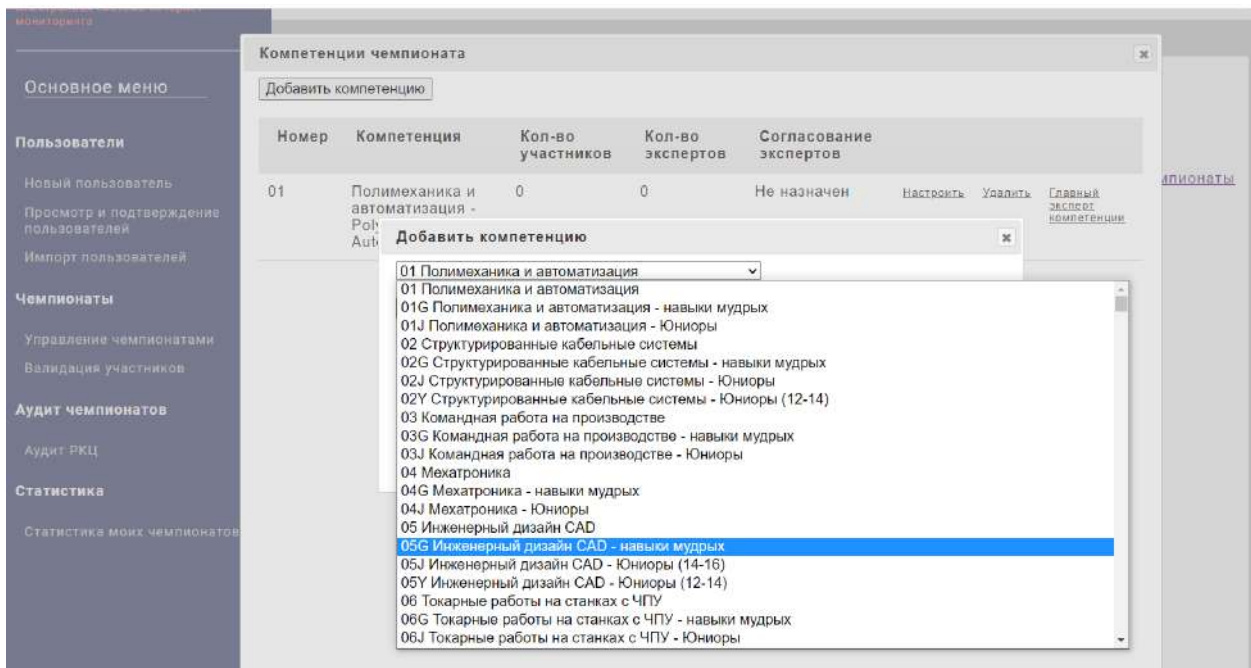 мониторинга
Основное меню
Пользователи
Новый пользователь
Просмотр и подтверждение
пользователей
Импорт пользователей
Чемпионаты
Управление чемпионатами
Валидация участников
Аудит чемпионатов
Аудит РКЦ
Статистика
Статистика моих чемпионатов
Компетенции чемпионата
Добавить компетенцию
Номер Компетенция Кол-во участников Кол-во экспертов Согласование экспертов
01 Полимеханика и 0 0 Не назначен Настроить Удалить Главный
автоматизация - эксперт
компетенции
Добавить компетенцию
01 Полимеханика и автоматизация
01 Полимеханика и автоматизация
01G Полимеханика и автоматизация - навыки мудрых
01J Полимеханика и автоматизация - Юниоры
02 Структурированные кабельные системы
02G Структурированные кабельные системы - навыки мудрых
02J Структурированные кабельные системы - Юниоры
02Y Структурированные кабельные системы - Юниоры (12-14)
03 Командная работа на производстве
03G Командная работа на производстве - навыки мудрых
03J Командная работа на производстве - Юниоры
04 Мехатроника
04G Мехатроника - навыки мудрых
04J Мехатроника - Юниоры
05 Инженерный дизайн CAD
05G Инженерный дизайн CAD - навыки мудрых
05J Инженерный дизайн CAD - Юниоры (14-16)
05Y Инженерный дизайн CAD - Юниоры (12-14)
06 Токарные работы на станках с ЧПУ
06G Токарные работы на станках с ЧПУ - навыки мудрых
06J Токарные работы на станках с ЧПУ - Юниоры